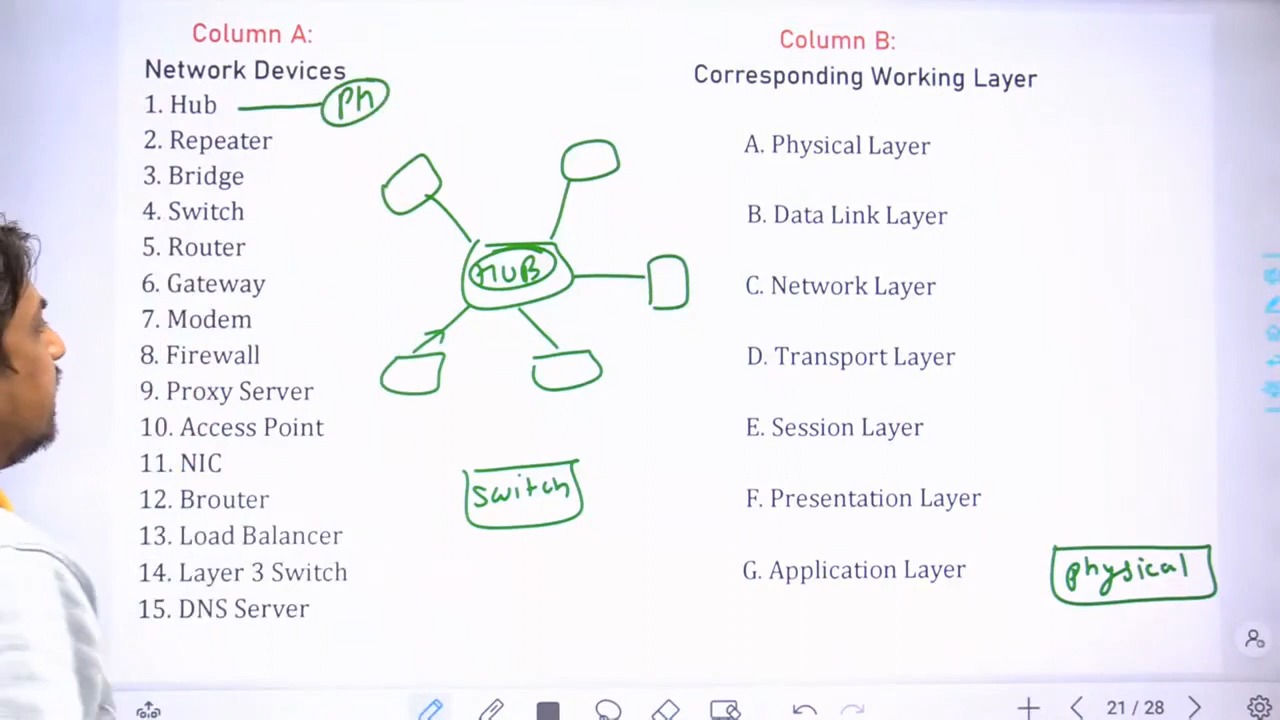 Column A:
Network Devices
1. Hub
Ph
2. Repeater
3. Bridge
4. Switch
5. Router
6. Gateway
7. Modem
8. Firewall
9. Proxy Server
10. Access Point
11. NIC
12. Brouter
13. Load Balancer
14. Layer 3 Switch
15. DNS Server
HUB
Switch
Column B:
Corresponding Working Layer
A. Physical Layer
B. Data Link Layer
C. Network Layer
D. Transport Layer
E. Session Layer
F. Presentation Layer
G. Application Layer
physical
21 / 28